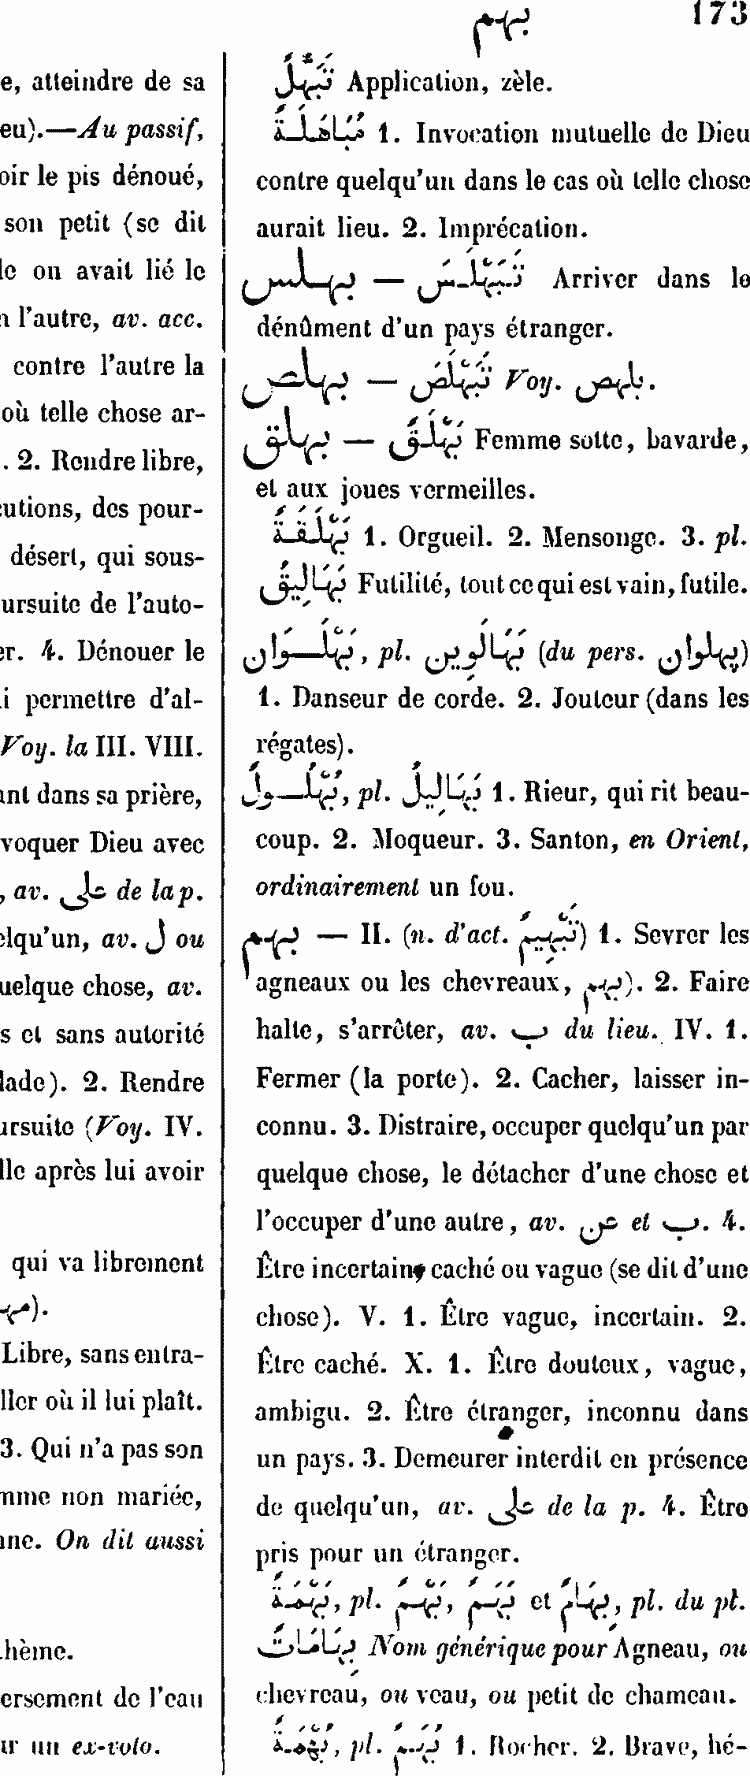 بهم
173
e, atteindre de sa
eu).—Au passif,
oir le pis dénoué,
son petit (se dit
le on avait lié le
l'autre, av. acc.
contre l'autre la
où telle chose ar-
. 2. Rendre libre,
cutions, des pour-
désert, qui sous-
ursuite de l'auto-
er. 4. Dénouer le
i permettre d'al-
Voy. la III. VIII.
ant dans sa prière,
voquer Dieu avec
, av. على de la p.
elqu'un, av. ل ou
uelque chose, av.
s et sans autorité
lade). 2. Rendre
ursuite (Voy. IV.
lle après lui avoir
qui va librement
).
Libre, sans entra-
ller où il lui plaît.
3. Qui n'a pas son
mme non mariée,
nne. On dit aussi
thème.
ersement de l'eau
ur un ex-voto.
تَبَهُّلٌ Application, zèle.
مُبَاهَلَةٌ 1. Invocation mutuelle de Dieu
contre quelqu'un dans le cas où telle chose
aurait lieu. 2. Imprécation.
بهلس — تَبَهْلَسَ Arriver dans le
dénûment d'un pays étranger.
بهلص — تَبَهْلَصَ Voy. بلهص.
بهلق — بَهْلَقٌ Femme sotte, bavarde,
et aux joues vermeilles.
بَهْلَقَةٌ 1. Orgueil. 2. Mensonge. 3. pl.
بَهَالِيقُ Futilité, tout ce qui est vain, futile.
بَهْلَوَان, pl. بَهَالَوِين (du pers. پهلوان)
1. Danseur de corde. 2. Jouteur (dans les
régates).
بُهْلُولٌ, pl. بَهَالِيلُ 1. Rieur, qui rit beau-
coup. 2. Moqueur. 3. Santon, en Orient,
ordinairement un fou.
بهم — II. (n. d'act. تَبْهِيمٌ) 1. Sevrer les
agneaux ou les chevreaux, بهم). 2. Faire
halte, s'arrêter, av. ب du lieu. IV. 1.
Fermer (la porte). 2. Cacher, laisser in-
connu. 3. Distraire, occuper quelqu'un par
quelque chose, le détacher d'une chose et
l'occuper d'une autre, av. عن et ب. 4.
Être incertain, caché ou vague (se dit d'une
chose). V. 1. Être vague, incertain. 2.
Être caché. X. 1. Être douteux, vague,
ambigu. 2. Être étranger, inconnu dans
un pays. 3. Demeurer interdit en présence
de quelqu'un, av. على de la p. 4. Être
pris pour un étranger.
بَهْمَةٌ, pl. بَهْمٌ, بَهَمٌ et بِهَامٌ, pl. du pl.
بِهَامَاتٌ Nom générique pour Agneau, ou
chevreau, ou veau, ou petit de chameau.
بُهْمَةٌ, pl. بُهَمٌ 1. Rocher. 2. Brave, hé-